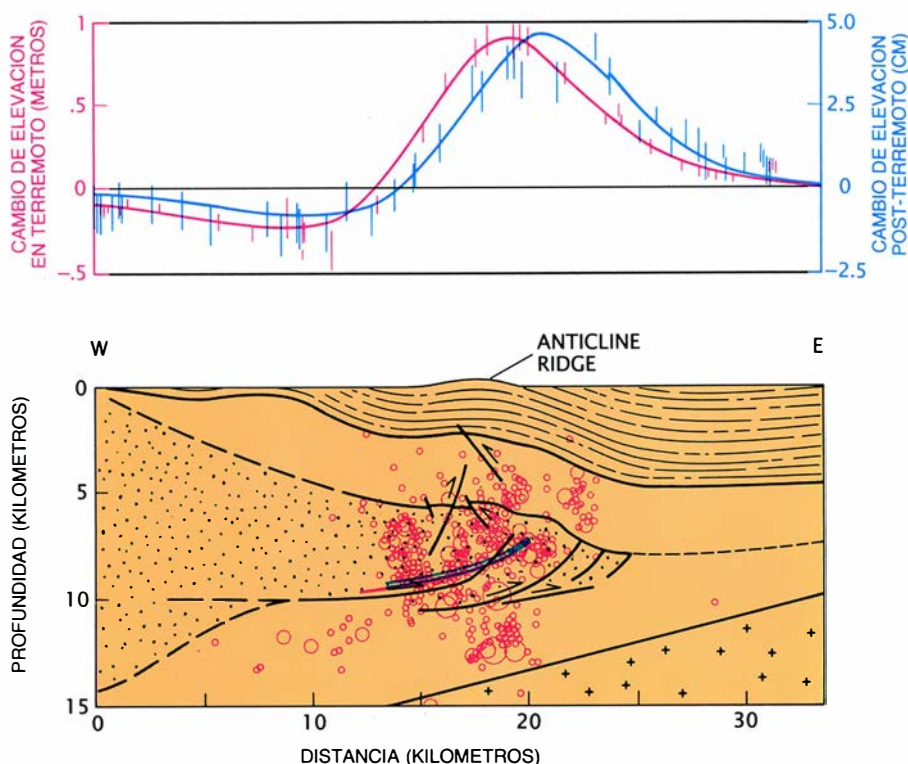 CAMBIO DE ELEVACION
EN TERREMOTO (METROS)
1
.5
0
-.5
5.0
2.5
0
-2.5
CAMBIO DE ELEVACION
POST-TERREMOTO (CM)
W
ANTICLINE
RIDGE
E
PROFUNDIDAD (KILOMETROS)
0
5
10
15
0
10
20
30
DISTANCIA (KILOMETROS)